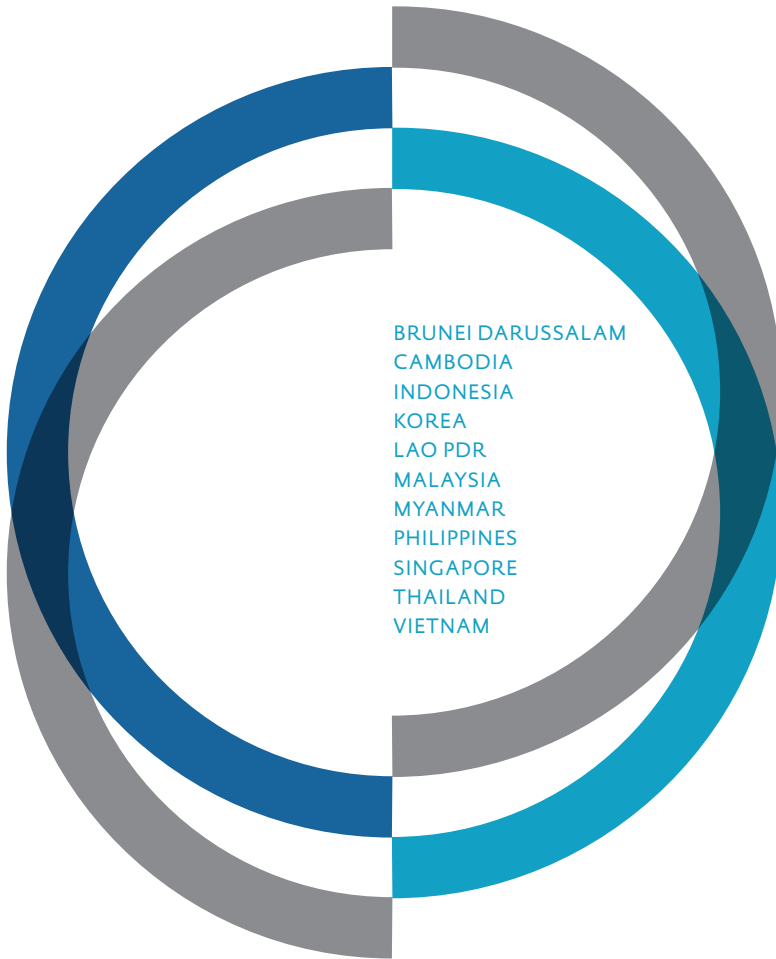 BRUNEI DARUSSALAM
CAMBODIA
INDONESIA
KOREA
LAO PDR
MALAYSIA
MYANMAR
PHILIPPINES
SINGAPORE
THAILAND
VIETNAM